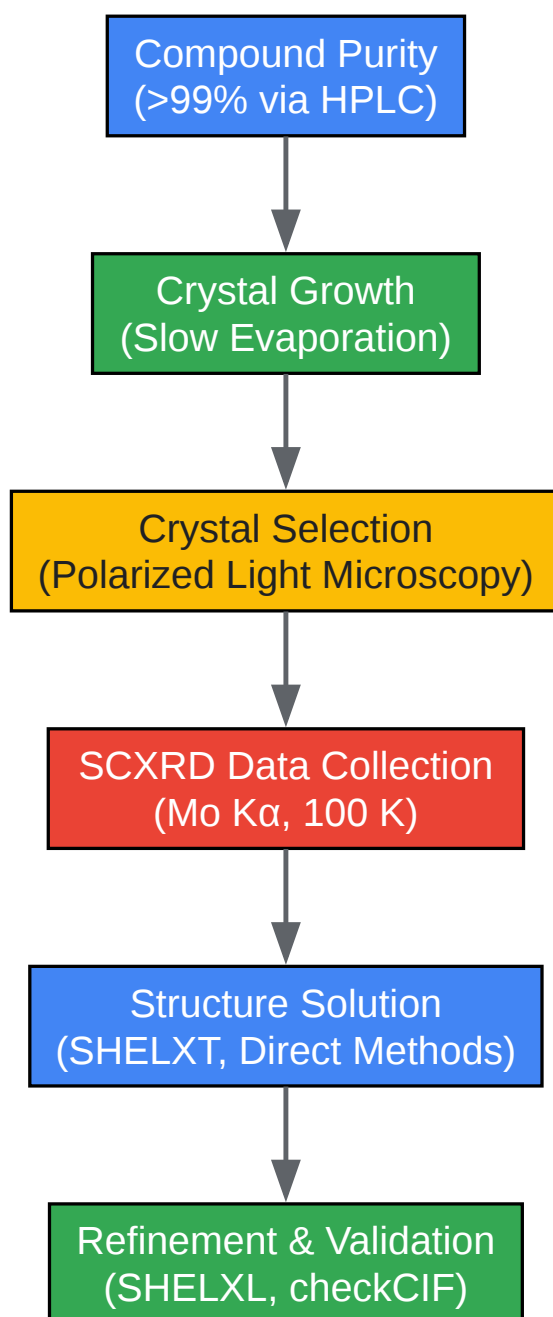 Compound Purity
(>99% via HPLC)
Crystal Growth
(Slow Evaporation)
Crystal Selection
(Polarized Light Microscopy)
SCXRD Data Collection
(Mo Kα, 100 K)
Structure Solution
(SHELXT, Direct Methods)
Refinement & Validation
(SHELXL, checkCIF)